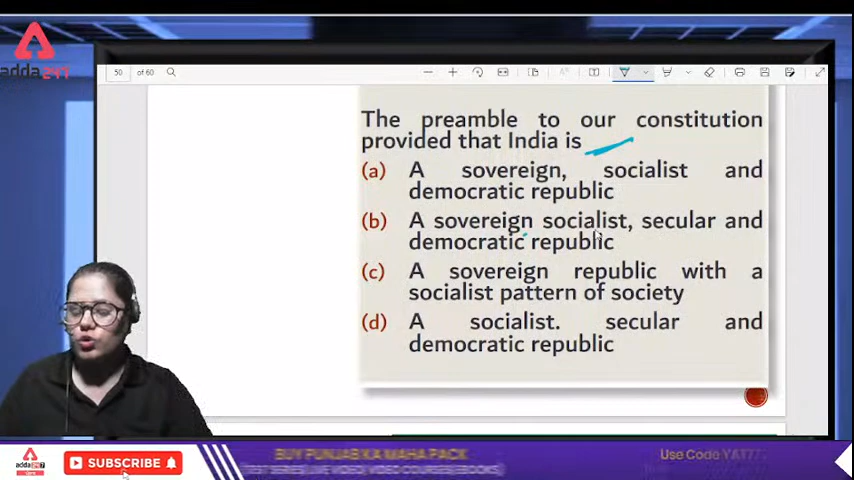 adda247
50 of 60
The preamble to our constitution
provided that India is
(a) A sovereign, socialist and
democratic republic
(b) A sovereign socialist, secular and
democratic republic
(c) A sovereign republic with a
socialist pattern of society
(d) A socialist. secular and
democratic republic
adda247
SUBSCRIBE
BUY PUNJAB KA MAHA PACK
Use Code YA177